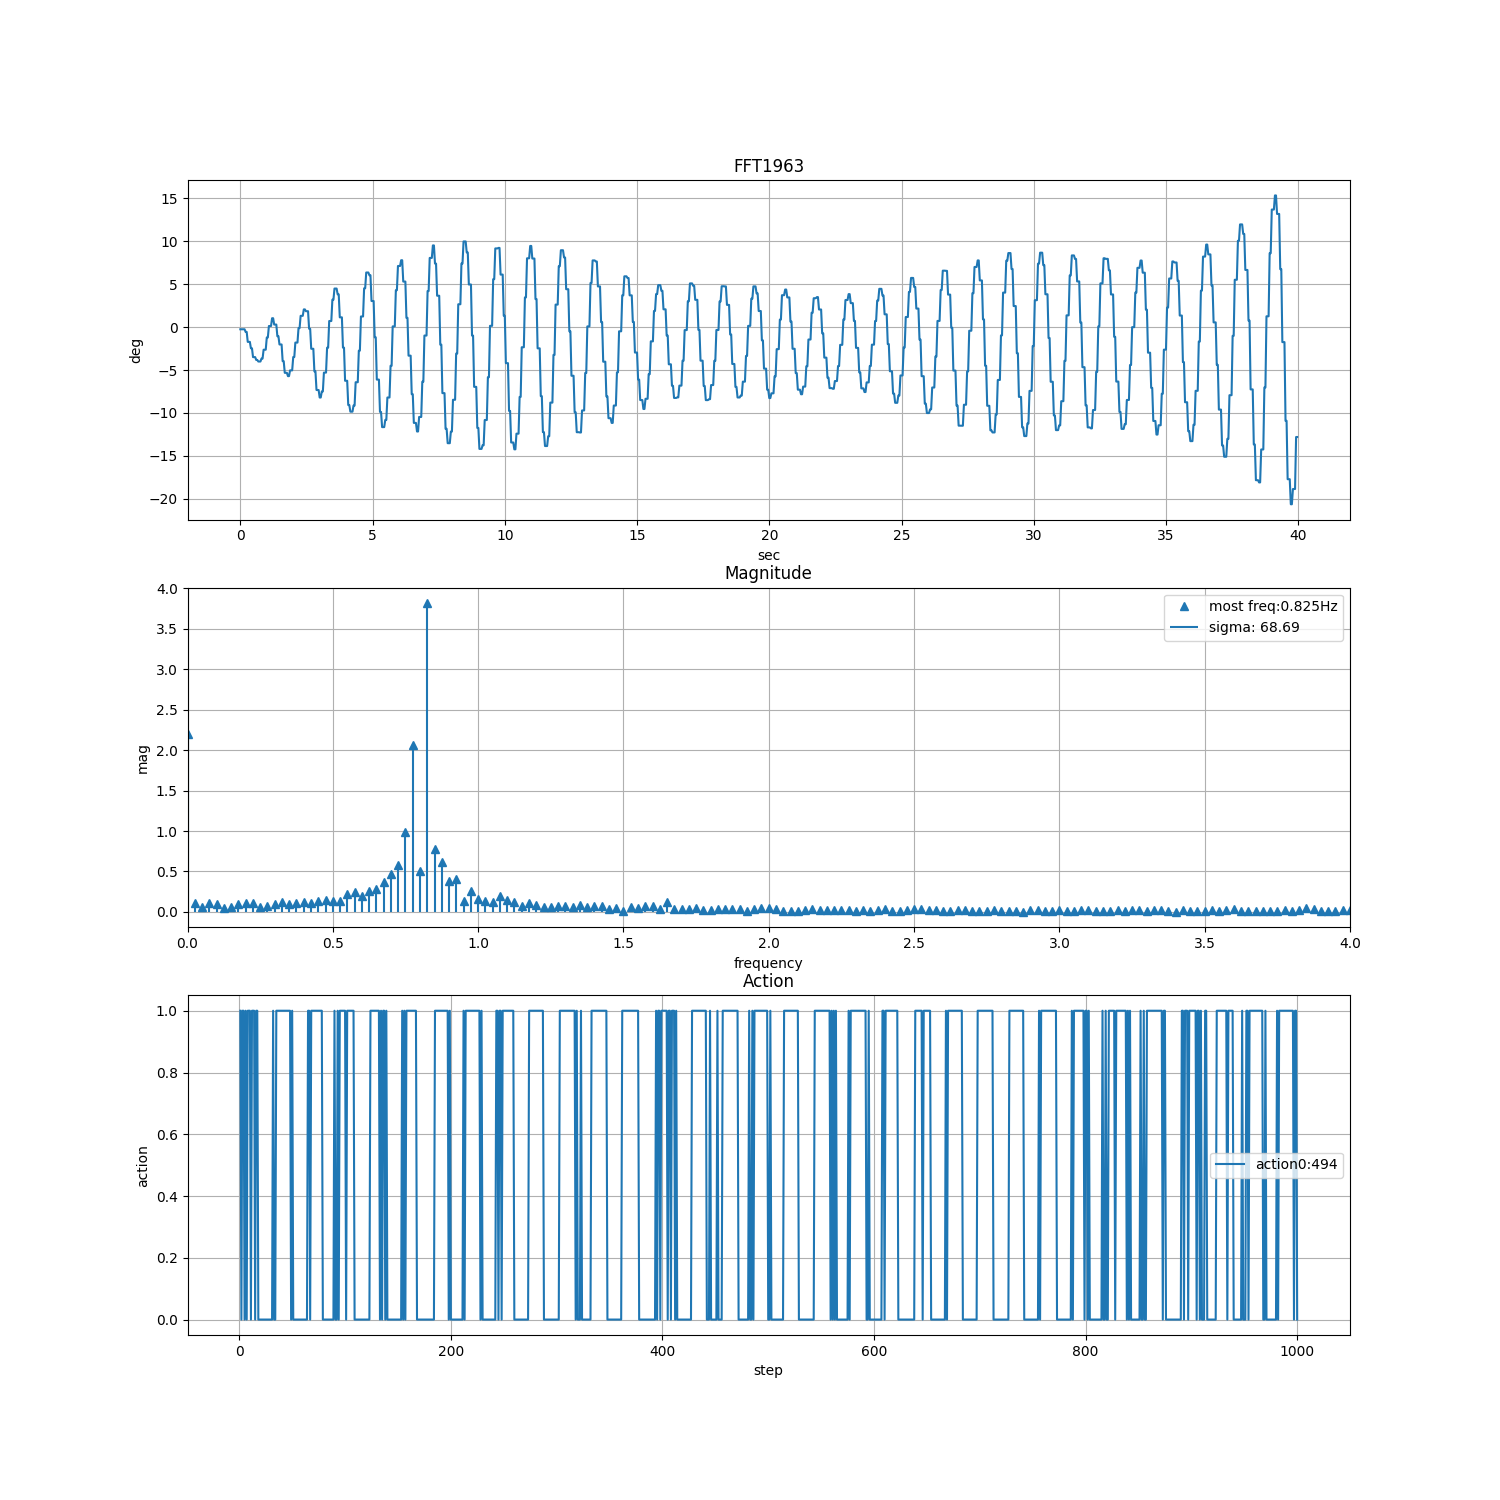 FFT1963
15
10
5
0
−5
−10
−15
−20
deg
0 5 10 15 20 25 30 35 40
sec
Magnitude
4.0
3.5
3.0
2.5
2.0
1.5
1.0
0.5
0.0
mag
most freq:0.825Hz
sigma: 68.69
0.0 0.5 1.0 1.5 2.0 2.5 3.0 3.5 4.0
frequency
Action
1.0
0.8
0.6
0.4
0.2
0.0
action
action0:494
0 200 400 600 800 1000
step